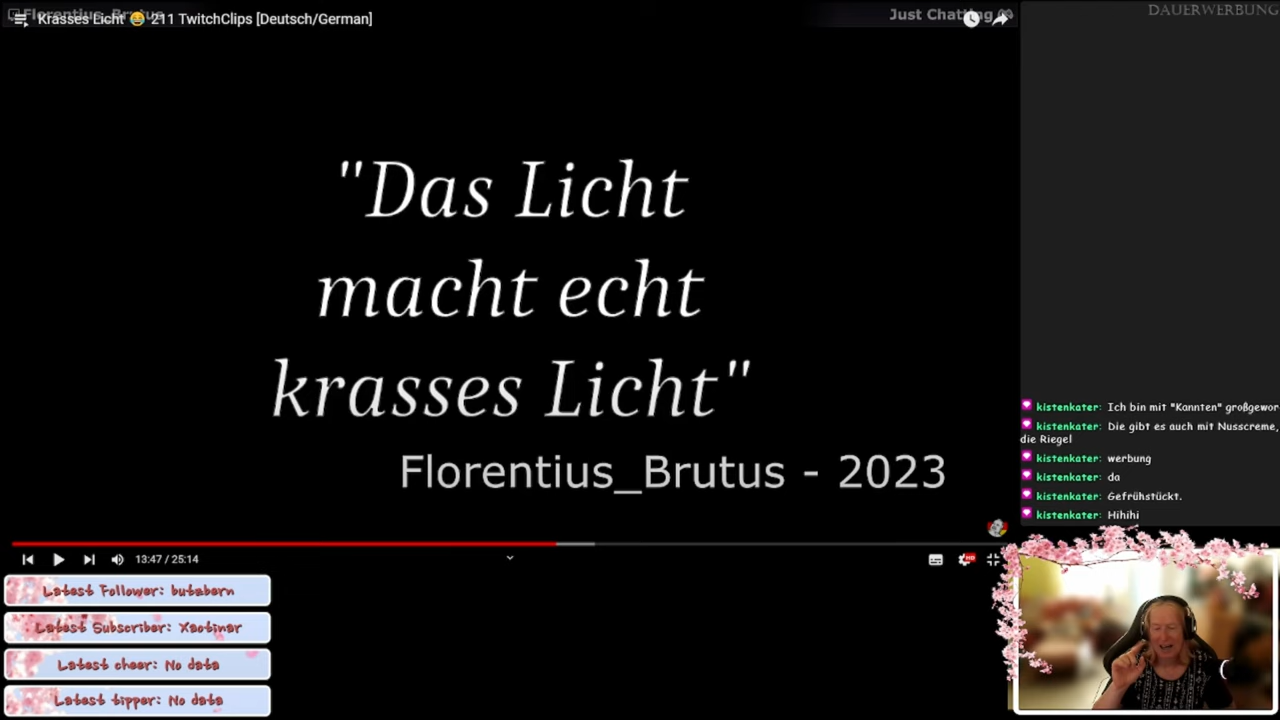 Florentius_Brutus
Krasses Licht 😂 211 TwitchClips [Deutsch/German]
Just Chatting
DAUERWERBUNG
"Das Licht
macht echt
krasses Licht"
Florentius_Brutus - 2023
kistenkater: Ich bin mit "Kannten" großgewor
kistenkater: Die gibt es auch mit Nusscreme,
die Riegel
kistenkater: werbung
kistenkater: da
kistenkater: Gefrühstückt.
kistenkater: Hihihi
13:47 / 25:14
HD
Latest Follower: butabern
Latest Subscriber: Xaotinar
Latest cheer: No data
Latest tipper: No data